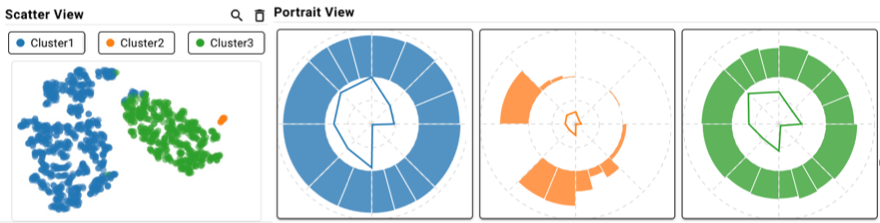 Scatter View
Cluster1 Cluster2 Cluster3
Portrait View